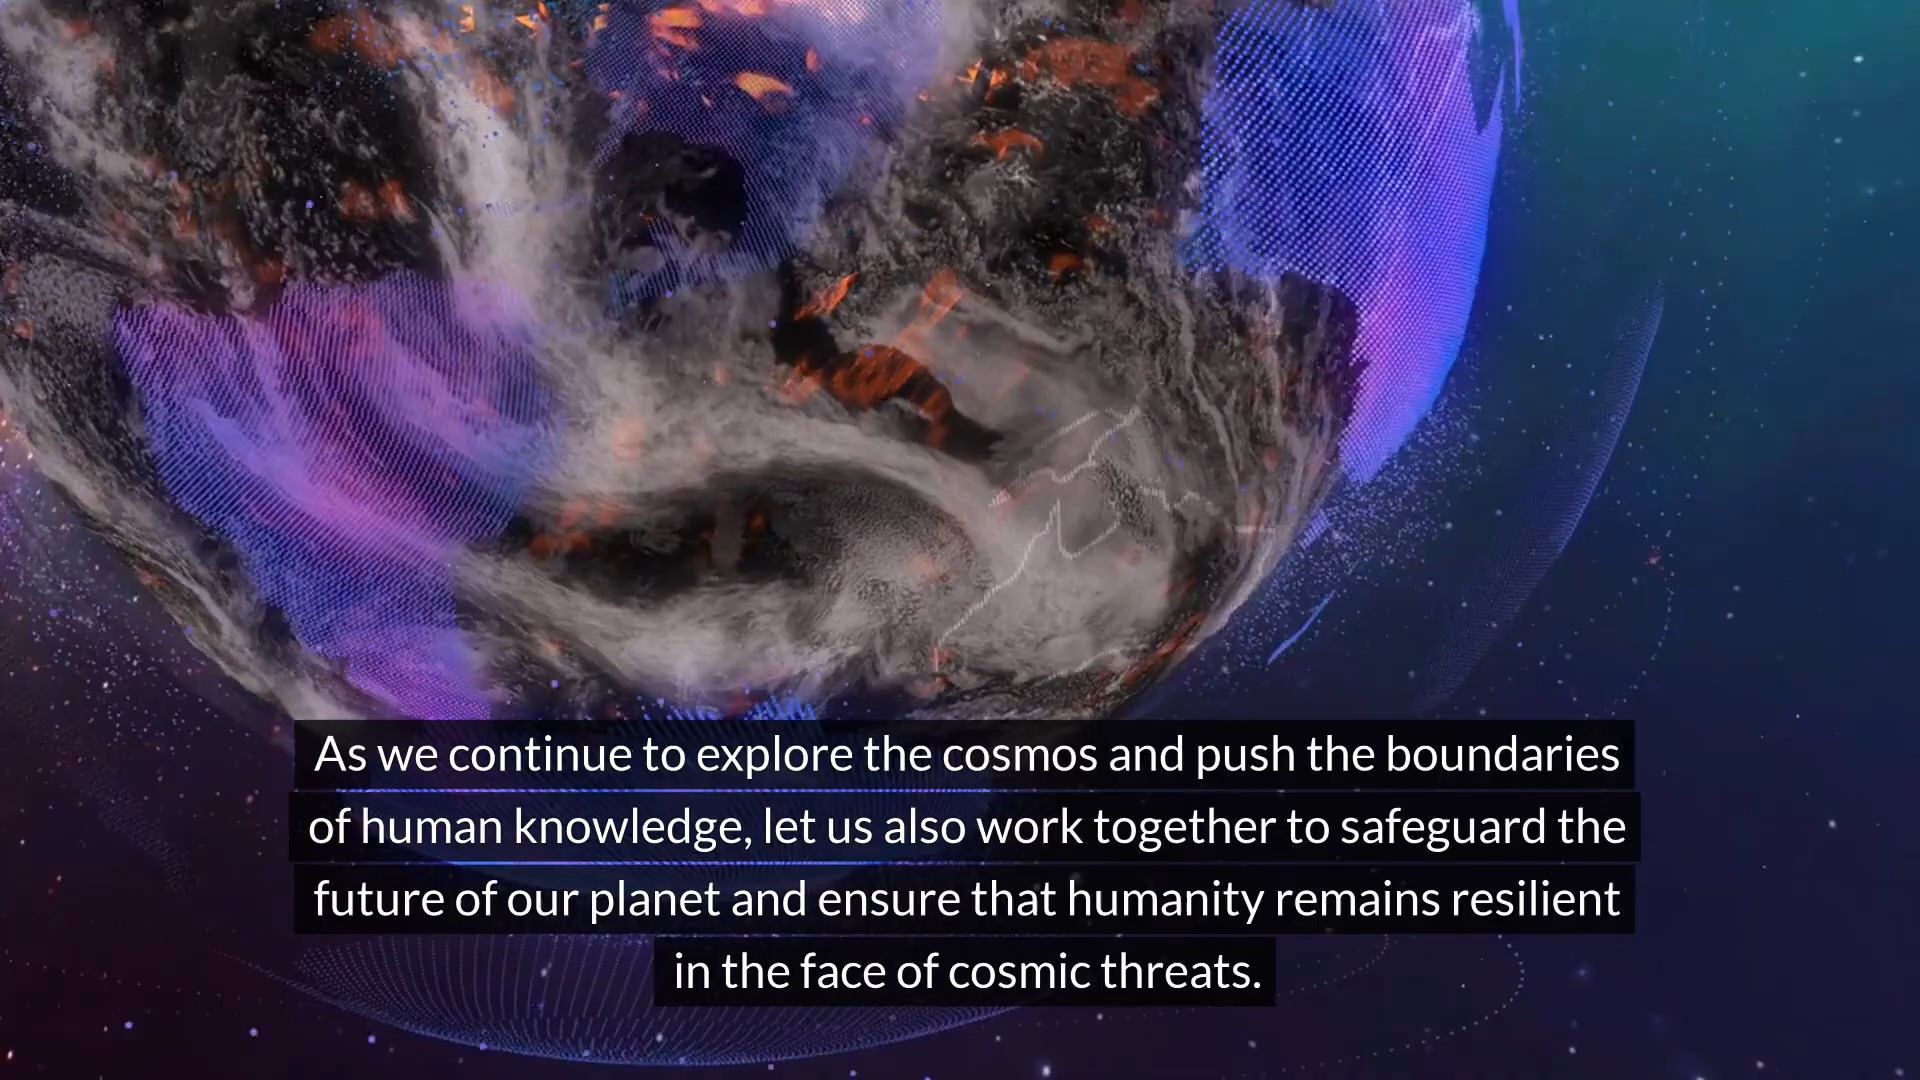 As we continue to explore the cosmos and push the boundaries
of human knowledge, let us also work together to safeguard the
future of our planet and ensure that humanity remains resilient
in the face of cosmic threats.